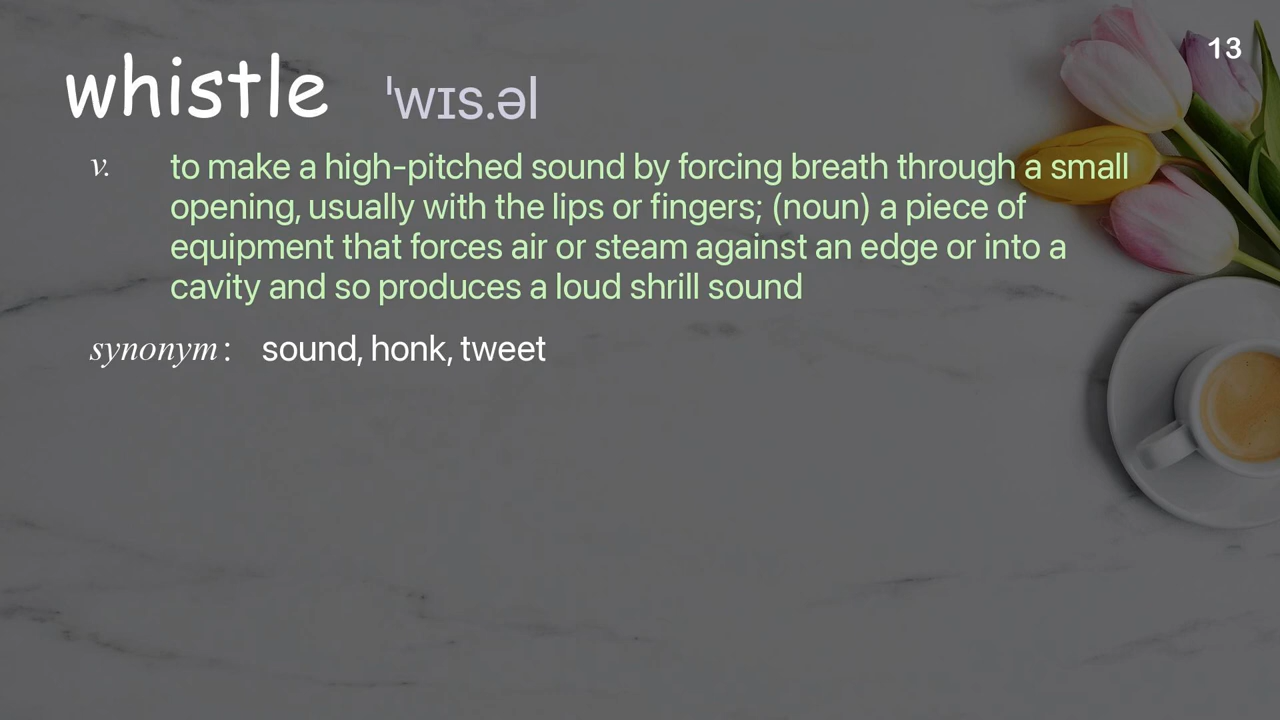 13
whistle ˈwɪs.əl
v. to make a high-pitched sound by forcing breath through a small
opening, usually with the lips or fingers; (noun) a piece of
equipment that forces air or steam against an edge or into a
cavity and so produces a loud shrill sound
synonym: sound, honk, tweet